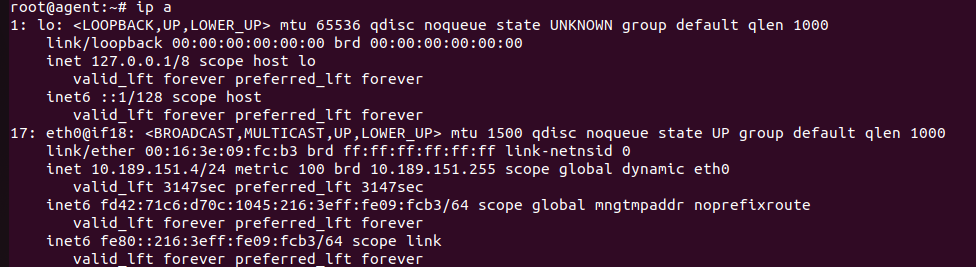 root@agent:~# ip a
1: lo: <LOOPBACK,UP,LOWER_UP> mtu 65536 qdisc noqueue state UNKNOWN group default qlen 1000
    link/loopback 00:00:00:00:00:00 brd 00:00:00:00:00:00
    inet 127.0.0.1/8 scope host lo
       valid_lft forever preferred_lft forever
    inet6 ::1/128 scope host
       valid_lft forever preferred_lft forever
17: eth0@if18: <BROADCAST,MULTICAST,UP,LOWER_UP> mtu 1500 qdisc noqueue state UP group default qlen 1000
    link/ether 00:16:3e:09:fc:b3 brd ff:ff:ff:ff:ff:ff link-netnsid 0
    inet 10.189.151.4/24 metric 100 brd 10.189.151.255 scope global dynamic eth0
       valid_lft 3147sec preferred_lft 3147sec
    inet6 fd42:71c6:d70c:1045:216:3eff:fe09:fcb3/64 scope global mngtmpaddr noprefixroute
       valid_lft forever preferred_lft forever
    inet6 fe80::216:3eff:fe09:fcb3/64 scope link
       valid_lft forever preferred_lft forever